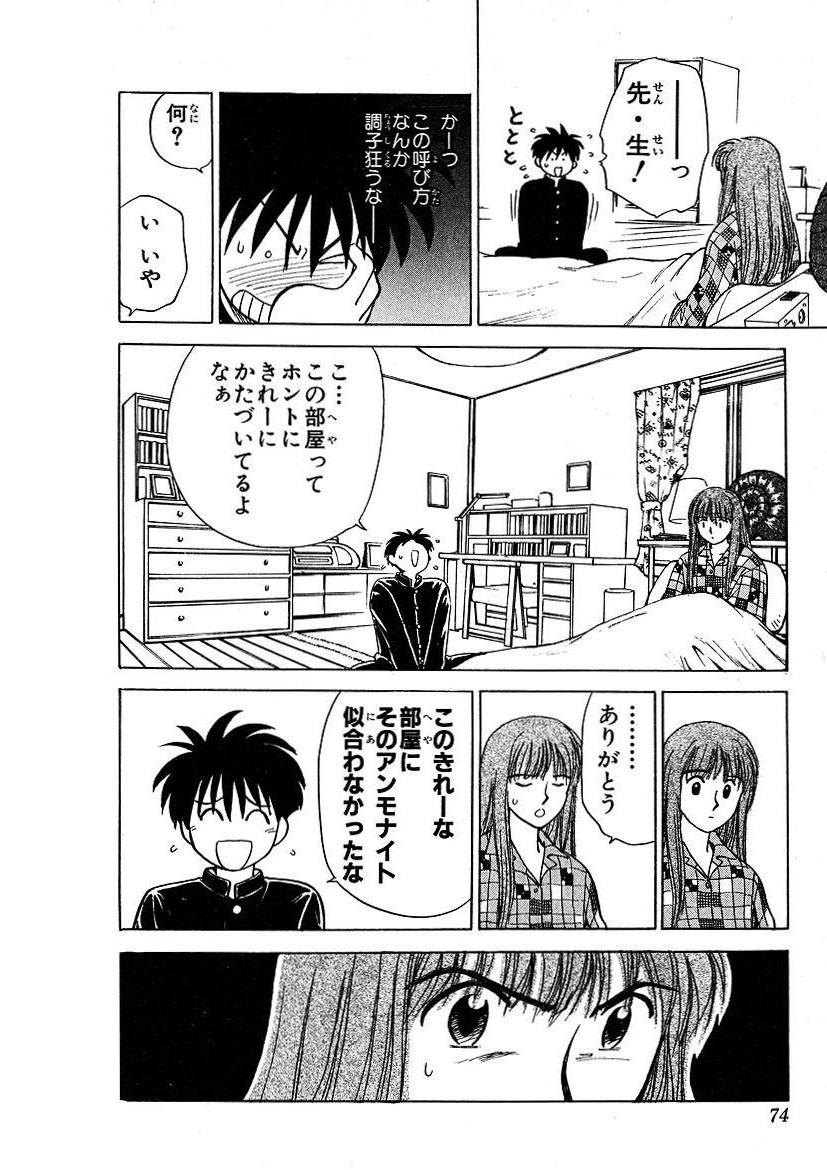 ――っ
先・生！
ととと
かーっ
この呼び方
なんか
調子狂うな――
何？
い いや
こ…
この部屋って
ホントに
きれーに
かたづいてるよ
なぁ
………
ありがとう
このきれーな
部屋に
そのアンモナイト
似合わなかったな
74